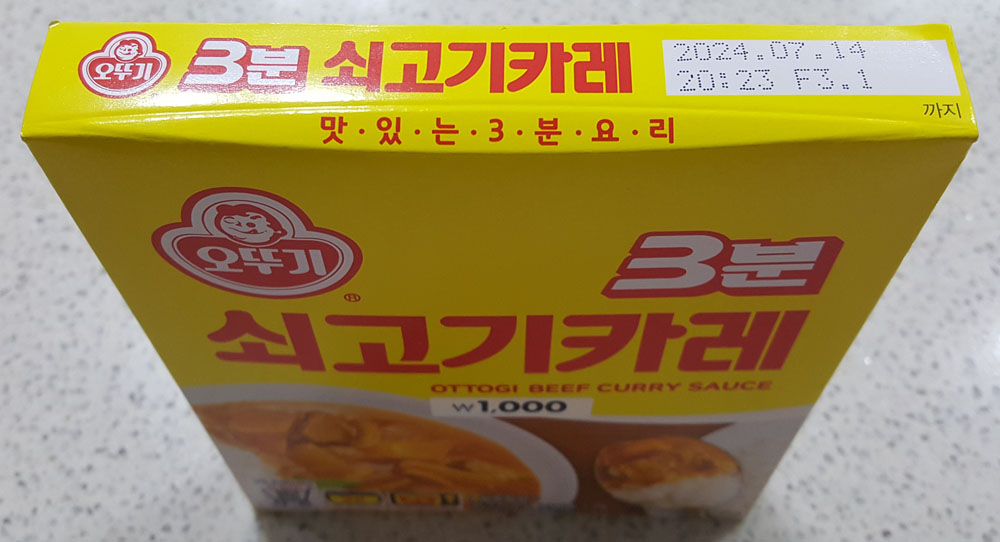 오뚜기 3분 쇠고기카레 2024.07.14
20:23 F3.1
까지
맛·있·는·3·분·요·리
오뚜기
®
3분
쇠고기카레
OTTOGI BEEF CURRY SAUCE
₩1,000